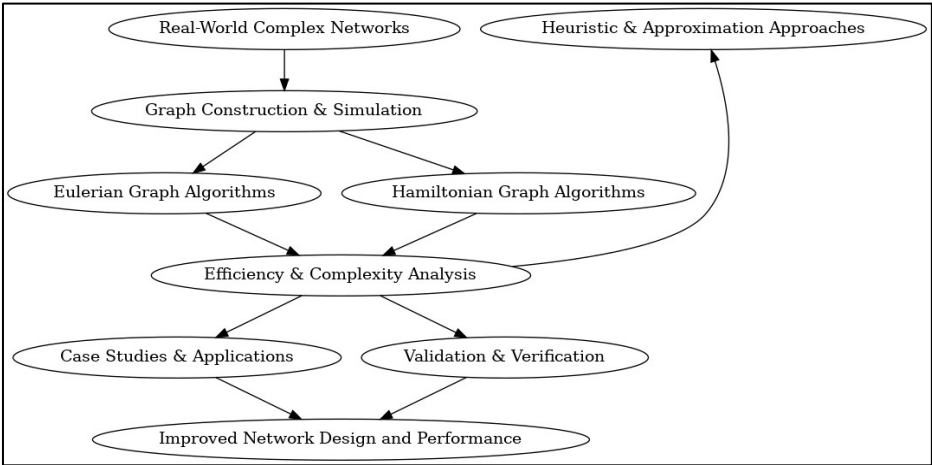 Real-World Complex Networks
Heuristic & Approximation Approaches
Graph Construction & Simulation
Eulerian Graph Algorithms
Hamiltonian Graph Algorithms
Efficiency & Complexity Analysis
Case Studies & Applications
Validation & Verification
Improved Network Design and Performance